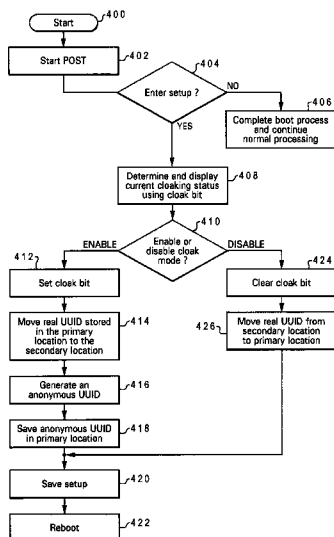 Start
400
Start POST
402
404
Enter setup ?
NO
YES
406
Complete boot process
and continue
normal processing
Determine and display
current cloaking status
using cloak bit
408
410
Enable or
disable cloak
mode ?
ENABLE
DISABLE
412
Set cloak bit
424
Clear cloak bit
Move real UUID stored
in the primary
location to the
secondary location
414
426
Move real UUID from
secondary location
to primary location
Generate an
anonymous UUID
416
Save anonymous UUID
in primary location
418
Save setup
420
Reboot
422